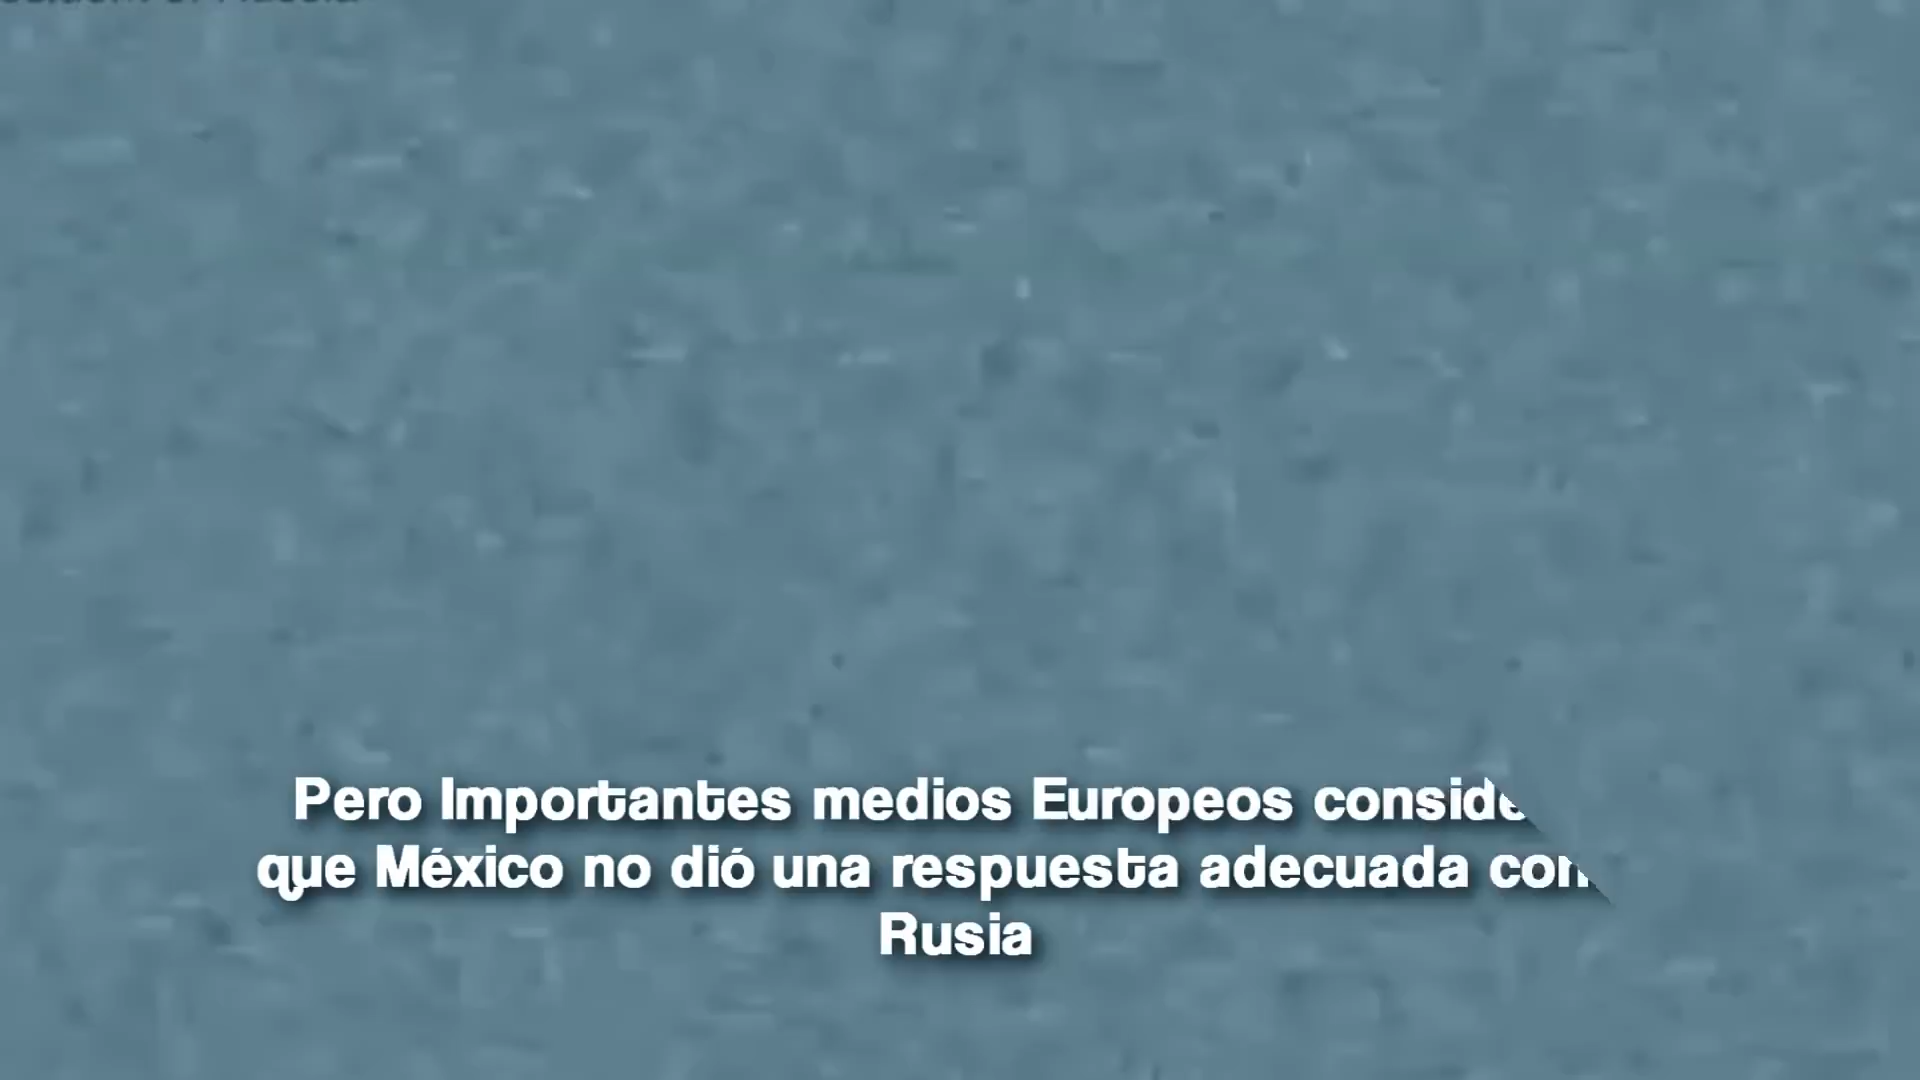 Pero Importantes medios Europeos conside
que México no dió una respuesta adecuada con
Rusia